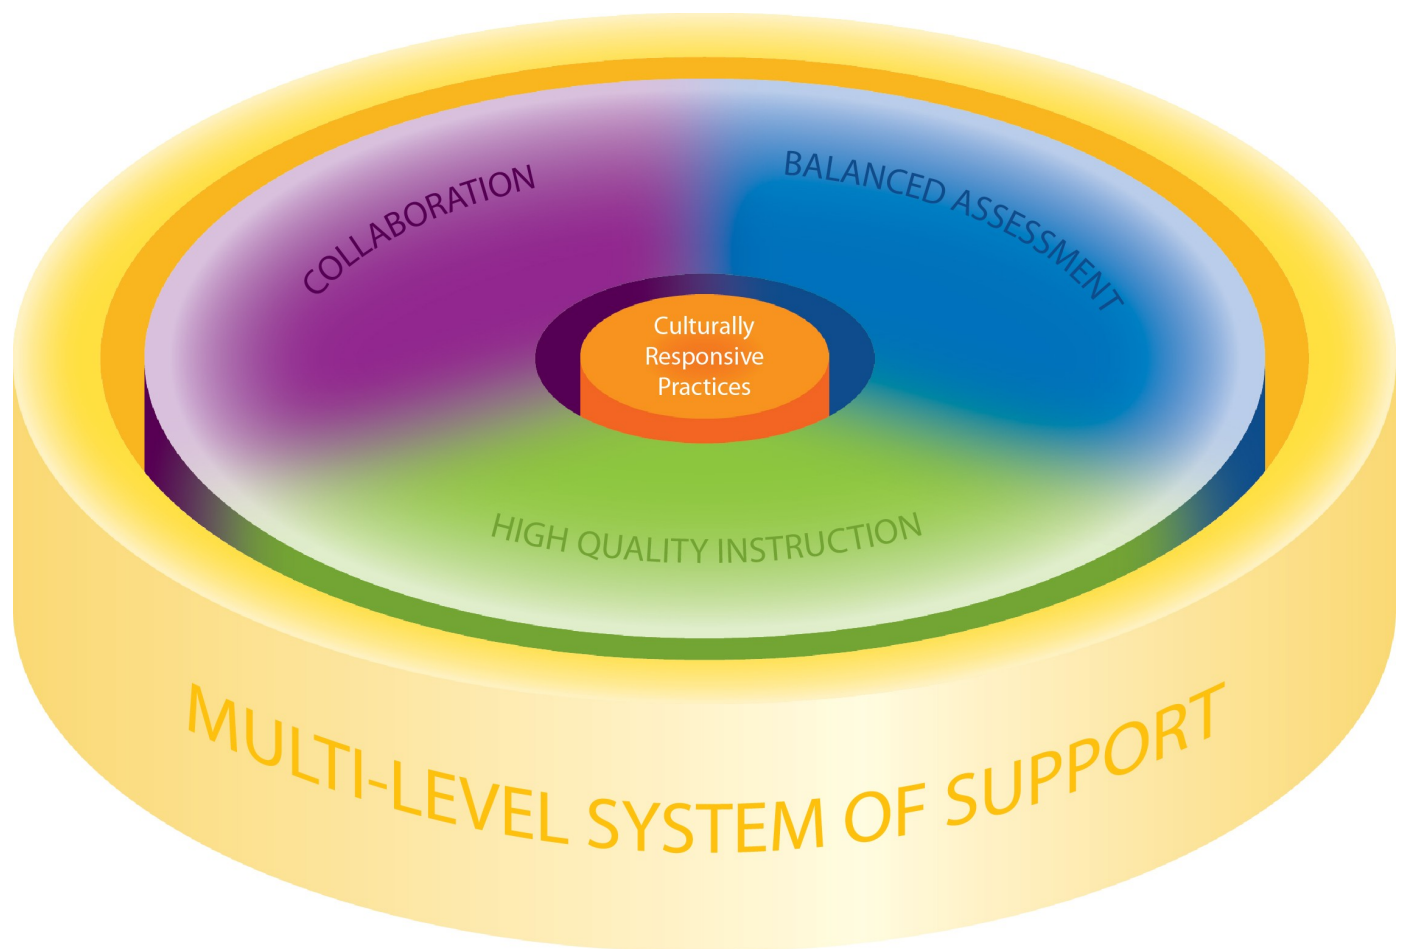 COLLABORATION
BALANCED ASSESSMENT
Culturally
Responsive
Practices
HIGH QUALITY INSTRUCTION
MULTI-LEVEL SYSTEM OF SUPPORT